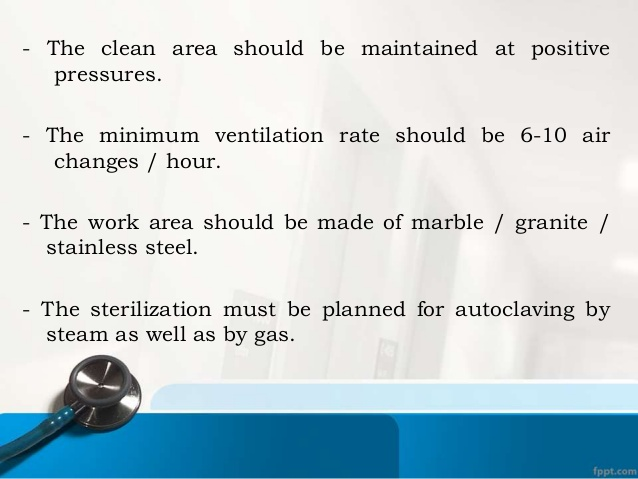 - The clean area should be maintained at positive
pressures.
- The minimum ventilation rate should be 6-10 air
changes / hour.
- The work area should be made of marble / granite /
stainless steel.
- The sterilization must be planned for autoclaving by
steam as well as by gas.
fppt.com